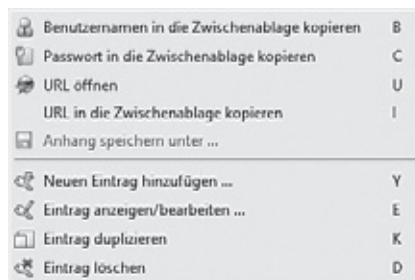 Benutzernamen in die Zwischenablage kopieren B
Passwort in die Zwischenablage kopieren C
URL öffnen U
URL in die Zwischenablage kopieren I
Anhang speichern unter ...
Neuen Eintrag hinzufügen ... Y
Eintrag anzeigen/bearbeiten ... E
Eintrag duplizieren K
Eintrag löschen D